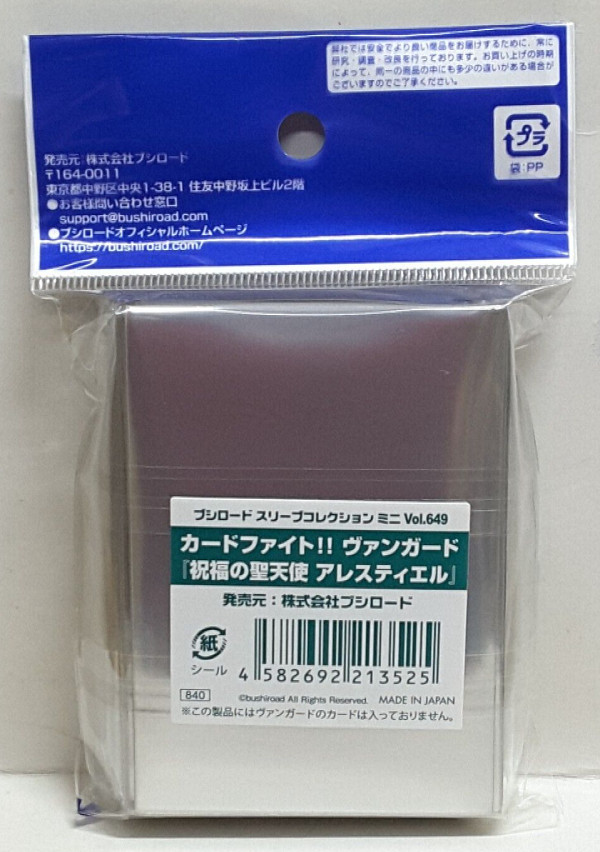 弊社では安全でより良い商品をお届けするために、常に
研究・調査・改良を行っております。お買い上げの時期
によって、同一の商品の中にも多少の違いがある場合が
ございますのでご了承ください。
プラ
袋:PP
発売元:株式会社ブシロード
〒164-0011
東京都中野区中央1-38-1 住友中野坂上ビル2階
●お客様問い合わせ窓口
support@bushiroad.com
●ブシロードオフィシャルホームページ
https://bushiroad.com/
ブシロード スリーブコレクション ミニ Vol.649
カードファイト!! ヴァンガード
『祝福の聖天使 アレスティエル』
発売元:株式会社ブシロード
紙
シール
4 582692 213525
840
©bushiroad All Rights Reserved. MADE IN JAPAN
※この製品にはヴァンガードのカードは入っておりません。